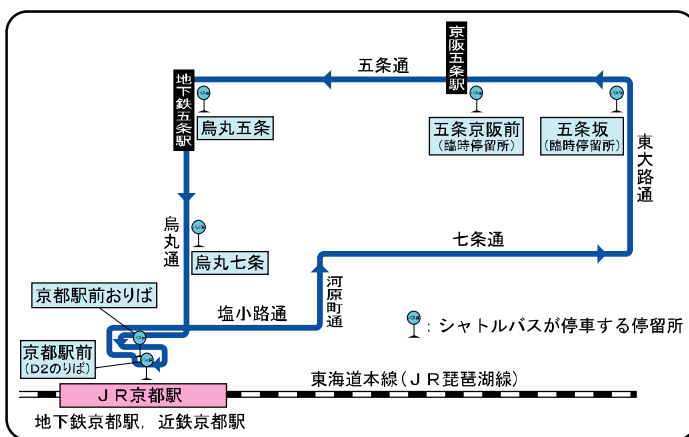 五条通
京阪五条駅
地下鉄五条駅
烏丸五条
五条京阪前
(臨時停留所)
五条坂
(臨時停留所)
東大路通
烏丸通
烏丸七条
七条通
河原町通
京都駅前おりば
塩小路通
京都駅前
(D2のりば)
:シャトルバスが停車する停留所
JR京都駅
東海道本線(JR琵琶湖線)
地下鉄京都駅，近鉄京都駅